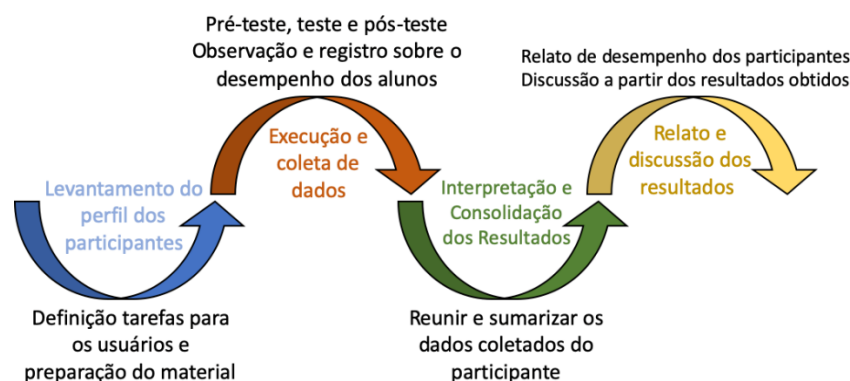 Pré-teste, teste e pós-teste
Observação e registro sobre o
desempenho dos alunos
Relato de desempenho dos participantes
Discussão a partir dos resultados obtidos
Levantamento do
perfil dos
participantes
Execução e
coleta de
dados
Interpretação e
Consolidação
dos Resultados
Relato e
discussão dos
resultados
Definição tarefas para
os usuários e
preparação do material
Reunir e sumarizar os
dados coletados do
participante